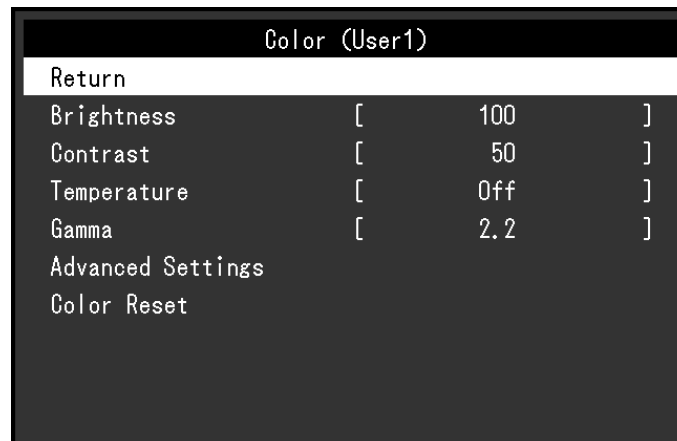 Color (User1)
Return
Brightness [ 100 ]
Contrast [ 50 ]
Temperature [ Off ]
Gamma [ 2.2 ]
Advanced Settings
Color Reset